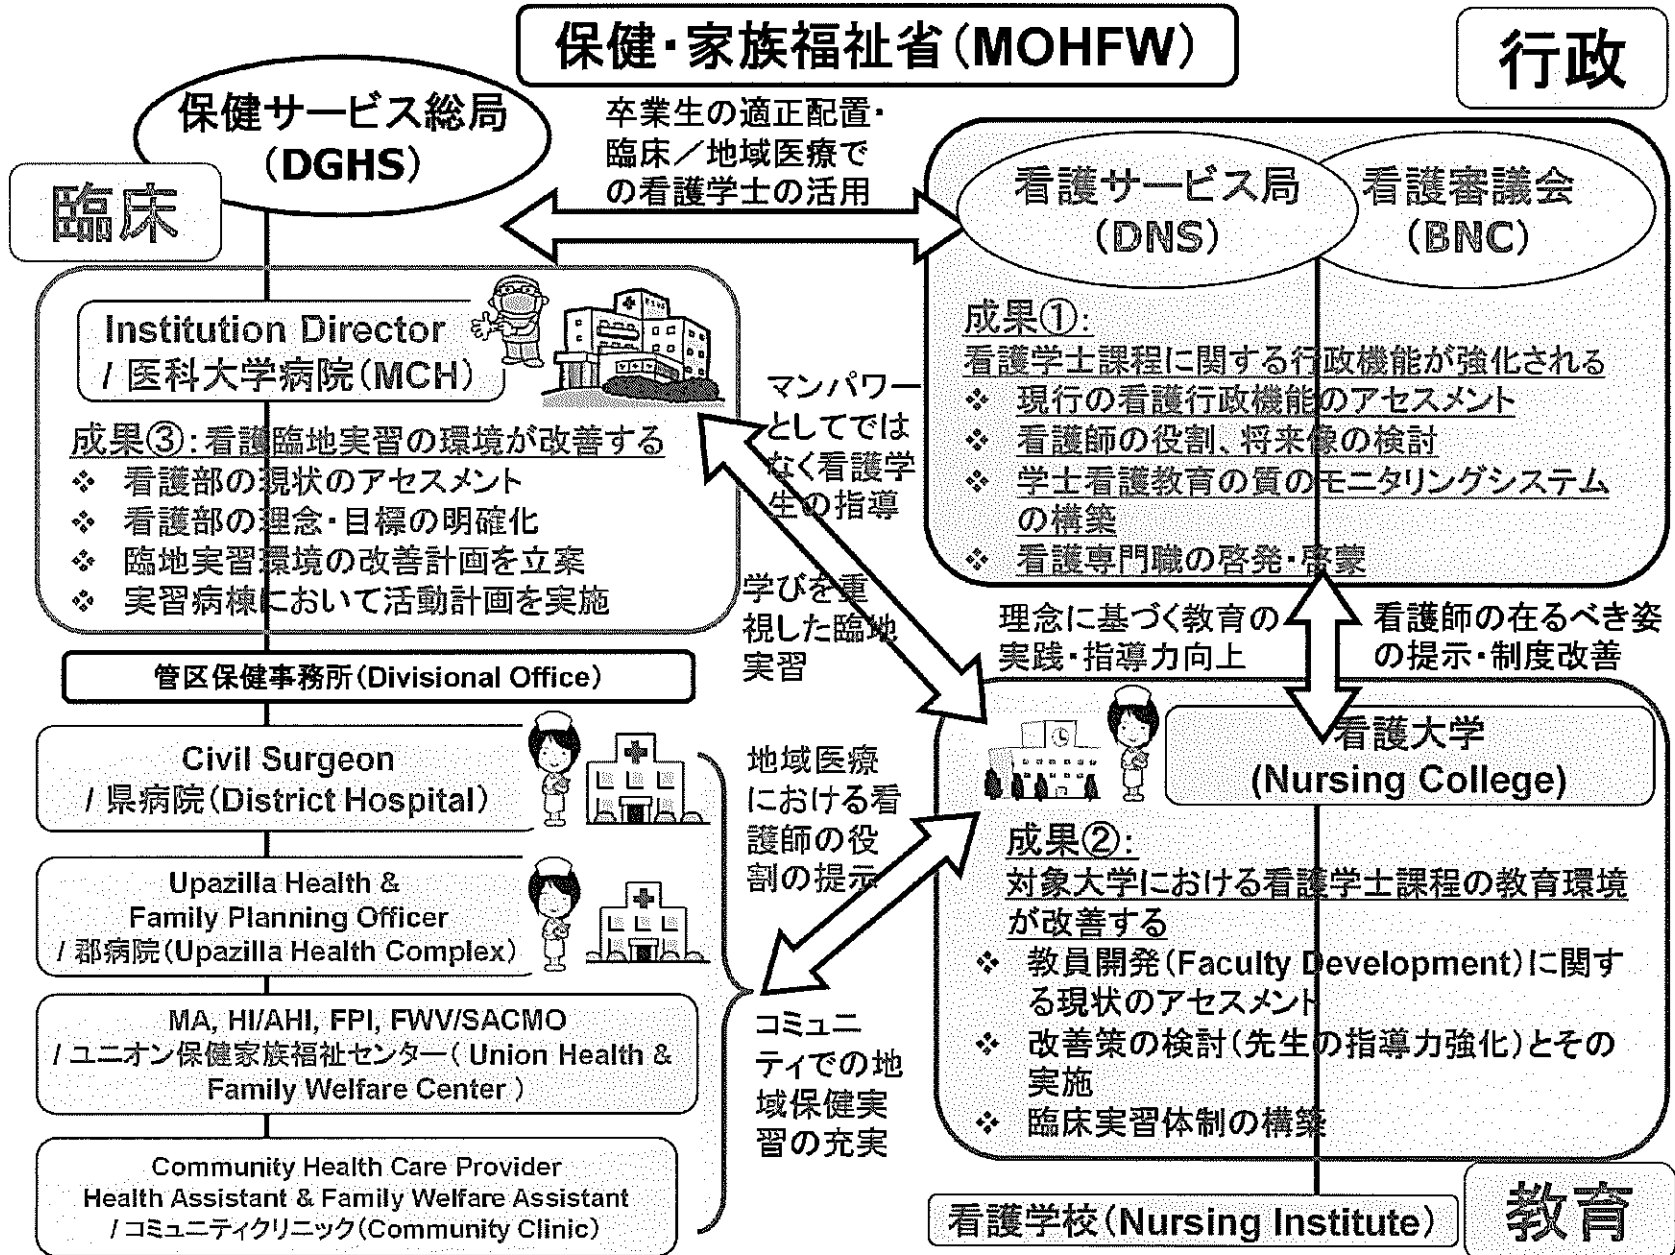 保健・家族福祉省(MOHFW)
行政
保健サービス総局
(DGHS)
臨床
卒業生の適正配置・
臨床／地域医療で
の看護学士の活用
看護サービス局
(DNS)
看護審議会
(BNC)
Institution Director
/ 医科大学病院(MCH)
成果③:看護臨地実習の環境が改善する
❖ 看護部の現状のアセスメント
❖ 看護部の理念・目標の明確化
❖ 臨地実習環境の改善計画を立案
❖ 実習病棟において活動計画を実施
マンパワー
としてでは
なく看護学
生の指導
学びを重
視した臨地
実習
成果①:
看護学士課程に関する行政機能が強化される
❖ 現行の看護行政機能のアセスメント
❖ 看護師の役割、将来像の検討
❖ 学士看護教育の質のモニタリングシステム
の構築
❖ 看護専門職の啓発・啓蒙
理念に基づく教育の
実践・指導力向上
看護師の在るべき姿
の提示・制度改善
管区保健事務所(Divisional Office)
Civil Surgeon
/ 県病院(District Hospital)
Upazilla Health &
Family Planning Officer
/ 郡病院(Upazilla Health Complex)
MA, HI/AHI, FPI, FWV/SACMO
/ ユニオン保健家族福祉センター( Union Health &
Family Welfare Center )
Community Health Care Provider
Health Assistant & Family Welfare Assistant
/ コミュニティクリニック(Community Clinic)
地域医療
における看
護師の役
割の提示
コミュニ
ティでの地
域保健実
習の充実
看護大学
(Nursing College)
成果②:
対象大学における看護学士課程の教育環境
が改善する
❖ 教員開発(Faculty Development)に関す
る現状のアセスメント
❖ 改善策の検討(先生の指導力強化)とその
実施
❖ 臨床実習体制の構築
看護学校(Nursing Institute)
教育